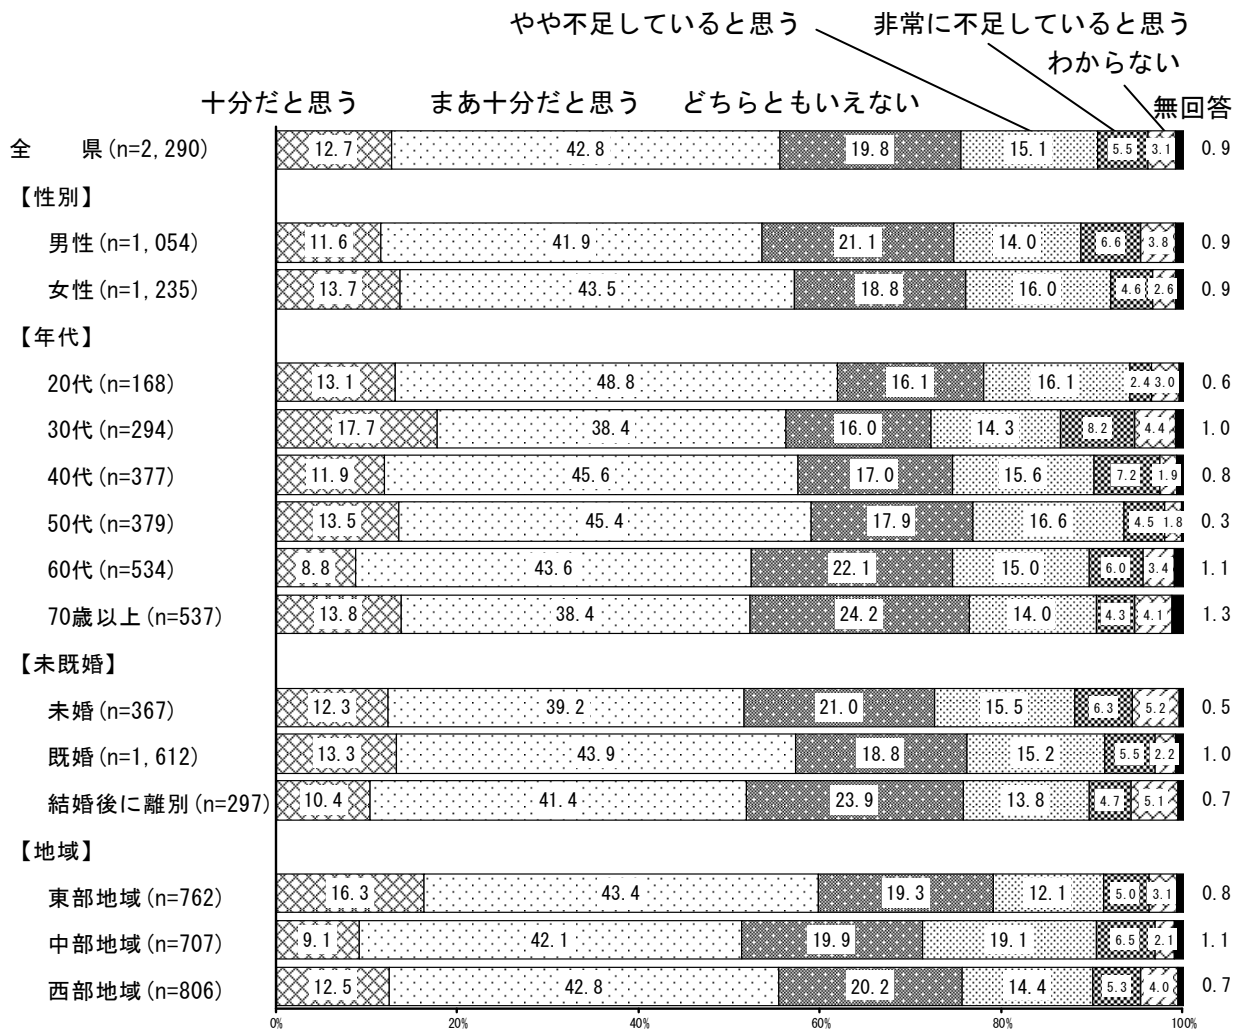 やや不足していると思う 非常に不足していると思う
わからない
十分だと思う まあ十分だと思う どちらともいえない 無回答
全 県(n=2,290) 12.7 42.8 19.8 15.1 5.5 3.1 0.9
【性別】
男性(n=1,054) 11.6 41.9 21.1 14.0 6.6 3.8 0.9
女性(n=1,235) 13.7 43.5 18.8 16.0 4.6 2.6 0.9
【年代】
20代(n=168) 13.1 48.8 16.1 16.1 2.4 3.0 0.6
30代(n=294) 17.7 38.4 16.0 14.3 8.2 4.4 1.0
40代(n=377) 11.9 45.6 17.0 15.6 7.2 1.9 0.8
50代(n=379) 13.5 45.4 17.9 16.6 4.5 1.8 0.3
60代(n=534) 8.8 43.6 22.1 15.0 6.0 3.4 1.1
70歳以上(n=537) 13.8 38.4 24.2 14.0 4.3 4.1 1.3
【未既婚】
未婚(n=367) 12.3 39.2 21.0 15.5 6.3 5.2 0.5
既婚(n=1,612) 13.3 43.9 18.8 15.2 5.5 2.2 1.0
結婚後に離別(n=297) 10.4 41.4 23.9 13.8 4.7 5.1 0.7
【地域】
東部地域(n=762) 16.3 43.4 19.3 12.1 5.0 3.1 0.8
中部地域(n=707) 9.1 42.1 19.9 19.1 6.5 2.1 1.1
西部地域(n=806) 12.5 42.8 20.2 14.4 5.3 4.0 0.7
0% 20% 40% 60% 80% 100%